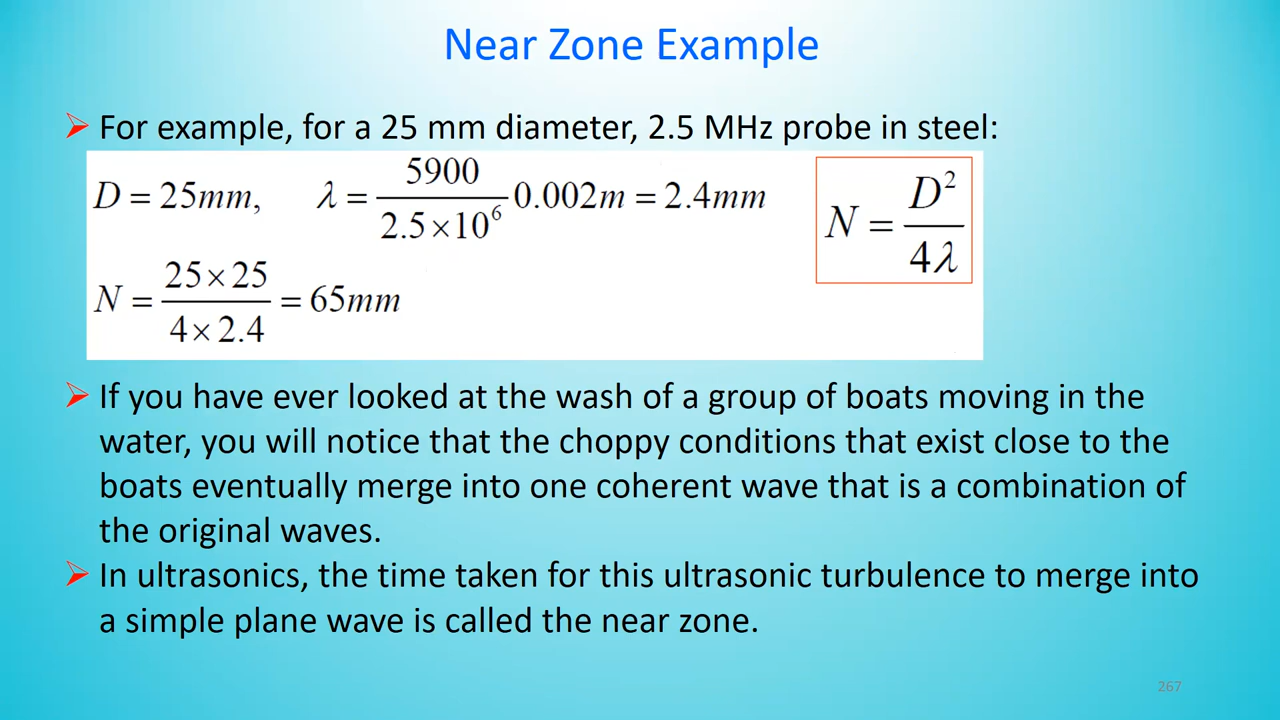 Near Zone Example
➢ For example, for a 25 mm diameter, 2.5 MHz probe in steel:
D = 25mm, λ = 5900 / 2.5×10⁶ 0.002m = 2.4mm
N = D² / 4λ
N = 25×25 / 4×2.4 = 65mm
➢ If you have ever looked at the wash of a group of boats moving in the
water, you will notice that the choppy conditions that exist close to the
boats eventually merge into one coherent wave that is a combination of
the original waves.
➢ In ultrasonics, the time taken for this ultrasonic turbulence to merge into
a simple plane wave is called the near zone.
267